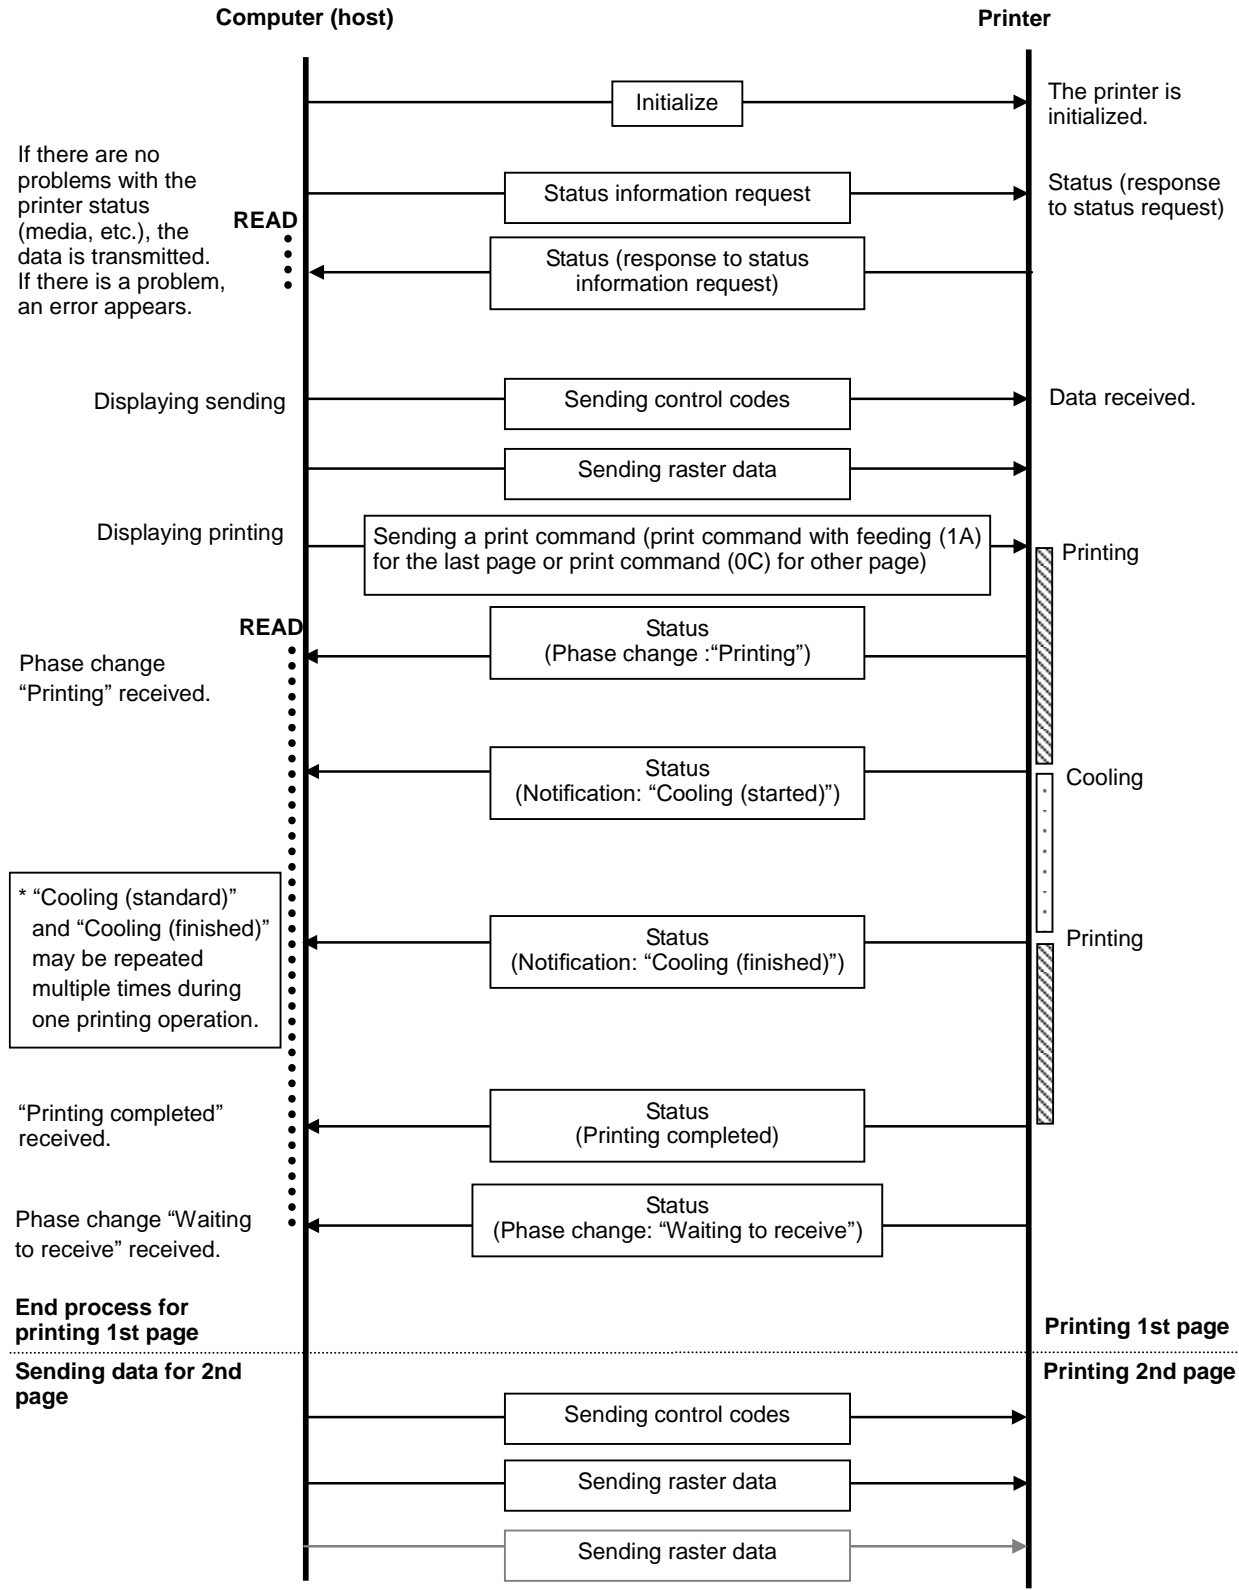 Computer (host)
Printer
Initialize
The printer is
initialized.
If there are no
problems with the
printer status
(media, etc.), the
data is transmitted.
If there is a problem,
an error appears.
READ
Status information request
Status (response
to status request)
Status (response to status
information request)
Displaying sending
Sending control codes
Data received.
Sending raster data
Displaying printing
Sending a print command (print command with feeding (1A)
for the last page or print command (0C) for other page)
Printing
READ
Status
(Phase change :“Printing”)
Phase change
“Printing” received.
Status
(Notification: “Cooling (started)”)
Cooling
* “Cooling (standard)”
and “Cooling (finished)”
may be repeated
multiple times during
one printing operation.
Status
(Notification: “Cooling (finished)”)
Printing
“Printing completed”
received.
Status
(Printing completed)
Phase change “Waiting
to receive” received.
Status
(Phase change: “Waiting to receive”)
End process for
printing 1st page
Printing 1st page
Sending data for 2nd
page
Printing 2nd page
Sending control codes
Sending raster data
Sending raster data